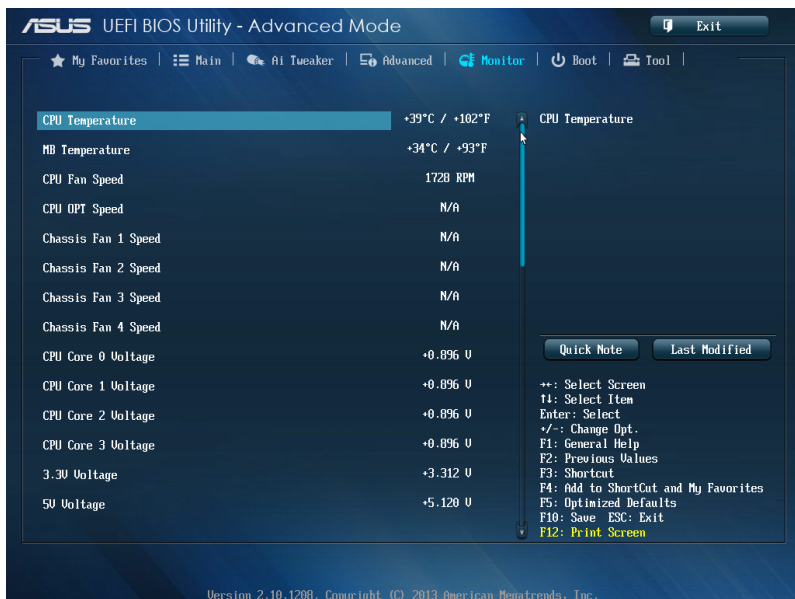 ASUS UEFI BIOS Utility - Advanced Mode
Exit
My Favorites | Main | Ai Tweaker | Advanced | Monitor | Boot | Tool |
CPU Temperature +39°C / +102°F
CPU Temperature
MB Temperature +34°C / +93°F
CPU Fan Speed 1728 RPM
CPU OPT Speed N/A
Chassis Fan 1 Speed N/A
Chassis Fan 2 Speed N/A
Chassis Fan 3 Speed N/A
Chassis Fan 4 Speed N/A
CPU Core 0 Voltage +0.896 V
CPU Core 1 Voltage +0.896 V
CPU Core 2 Voltage +0.896 V
CPU Core 3 Voltage +0.896 V
3.3V Voltage +3.312 V
5V Voltage +5.120 V
Quick Note Last Modified
→←: Select Screen
↑↓: Select Item
Enter: Select
+/-: Change Opt.
F1: General Help
F2: Previous Values
F3: Shortcut
F4: Add to ShortCut and My Favorites
F5: Optimized Defaults
F10: Save ESC: Exit
F12: Print Screen
Version 2.10.1208. Copyright (C) 2013 American Megatrends, Inc.